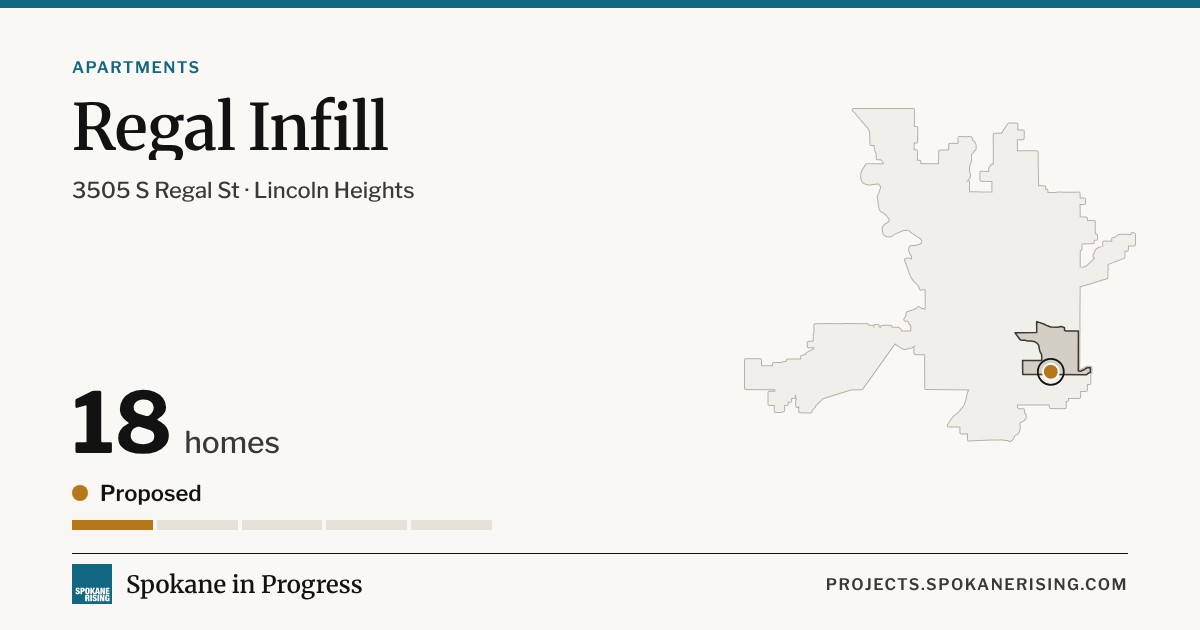 APARTMENTS
Regal Infill
3505 S Regal St · Lincoln Heights
18 homes
Proposed
SPOKANE
RISING
Spokane in Progress
PROJECTS.SPOKANERISING.COM